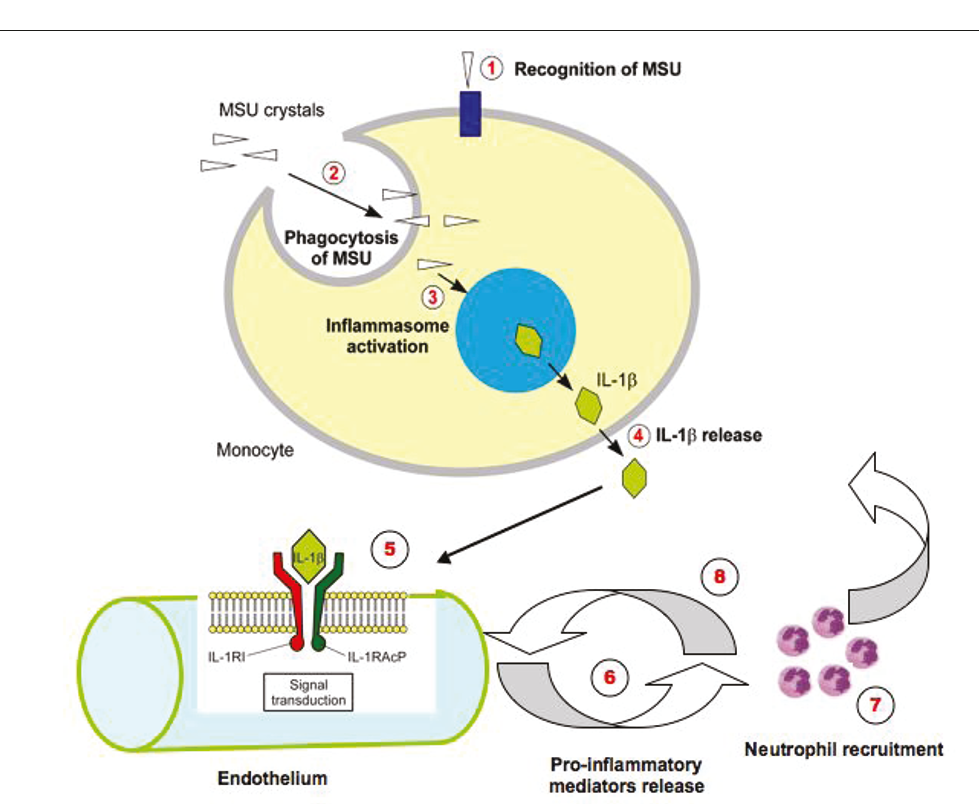 1 Recognition of MSU
MSU crystals
2
Phagocytosis
of MSU
3
Inflammasome
activation
IL-1β
4 IL-1β release
Monocyte
5
IL-1β
8
IL-1RI
IL-1RAcP
Signal
transduction
6
7
Neutrophil recruitment
Pro-inflammatory
mediators release
Endothelium